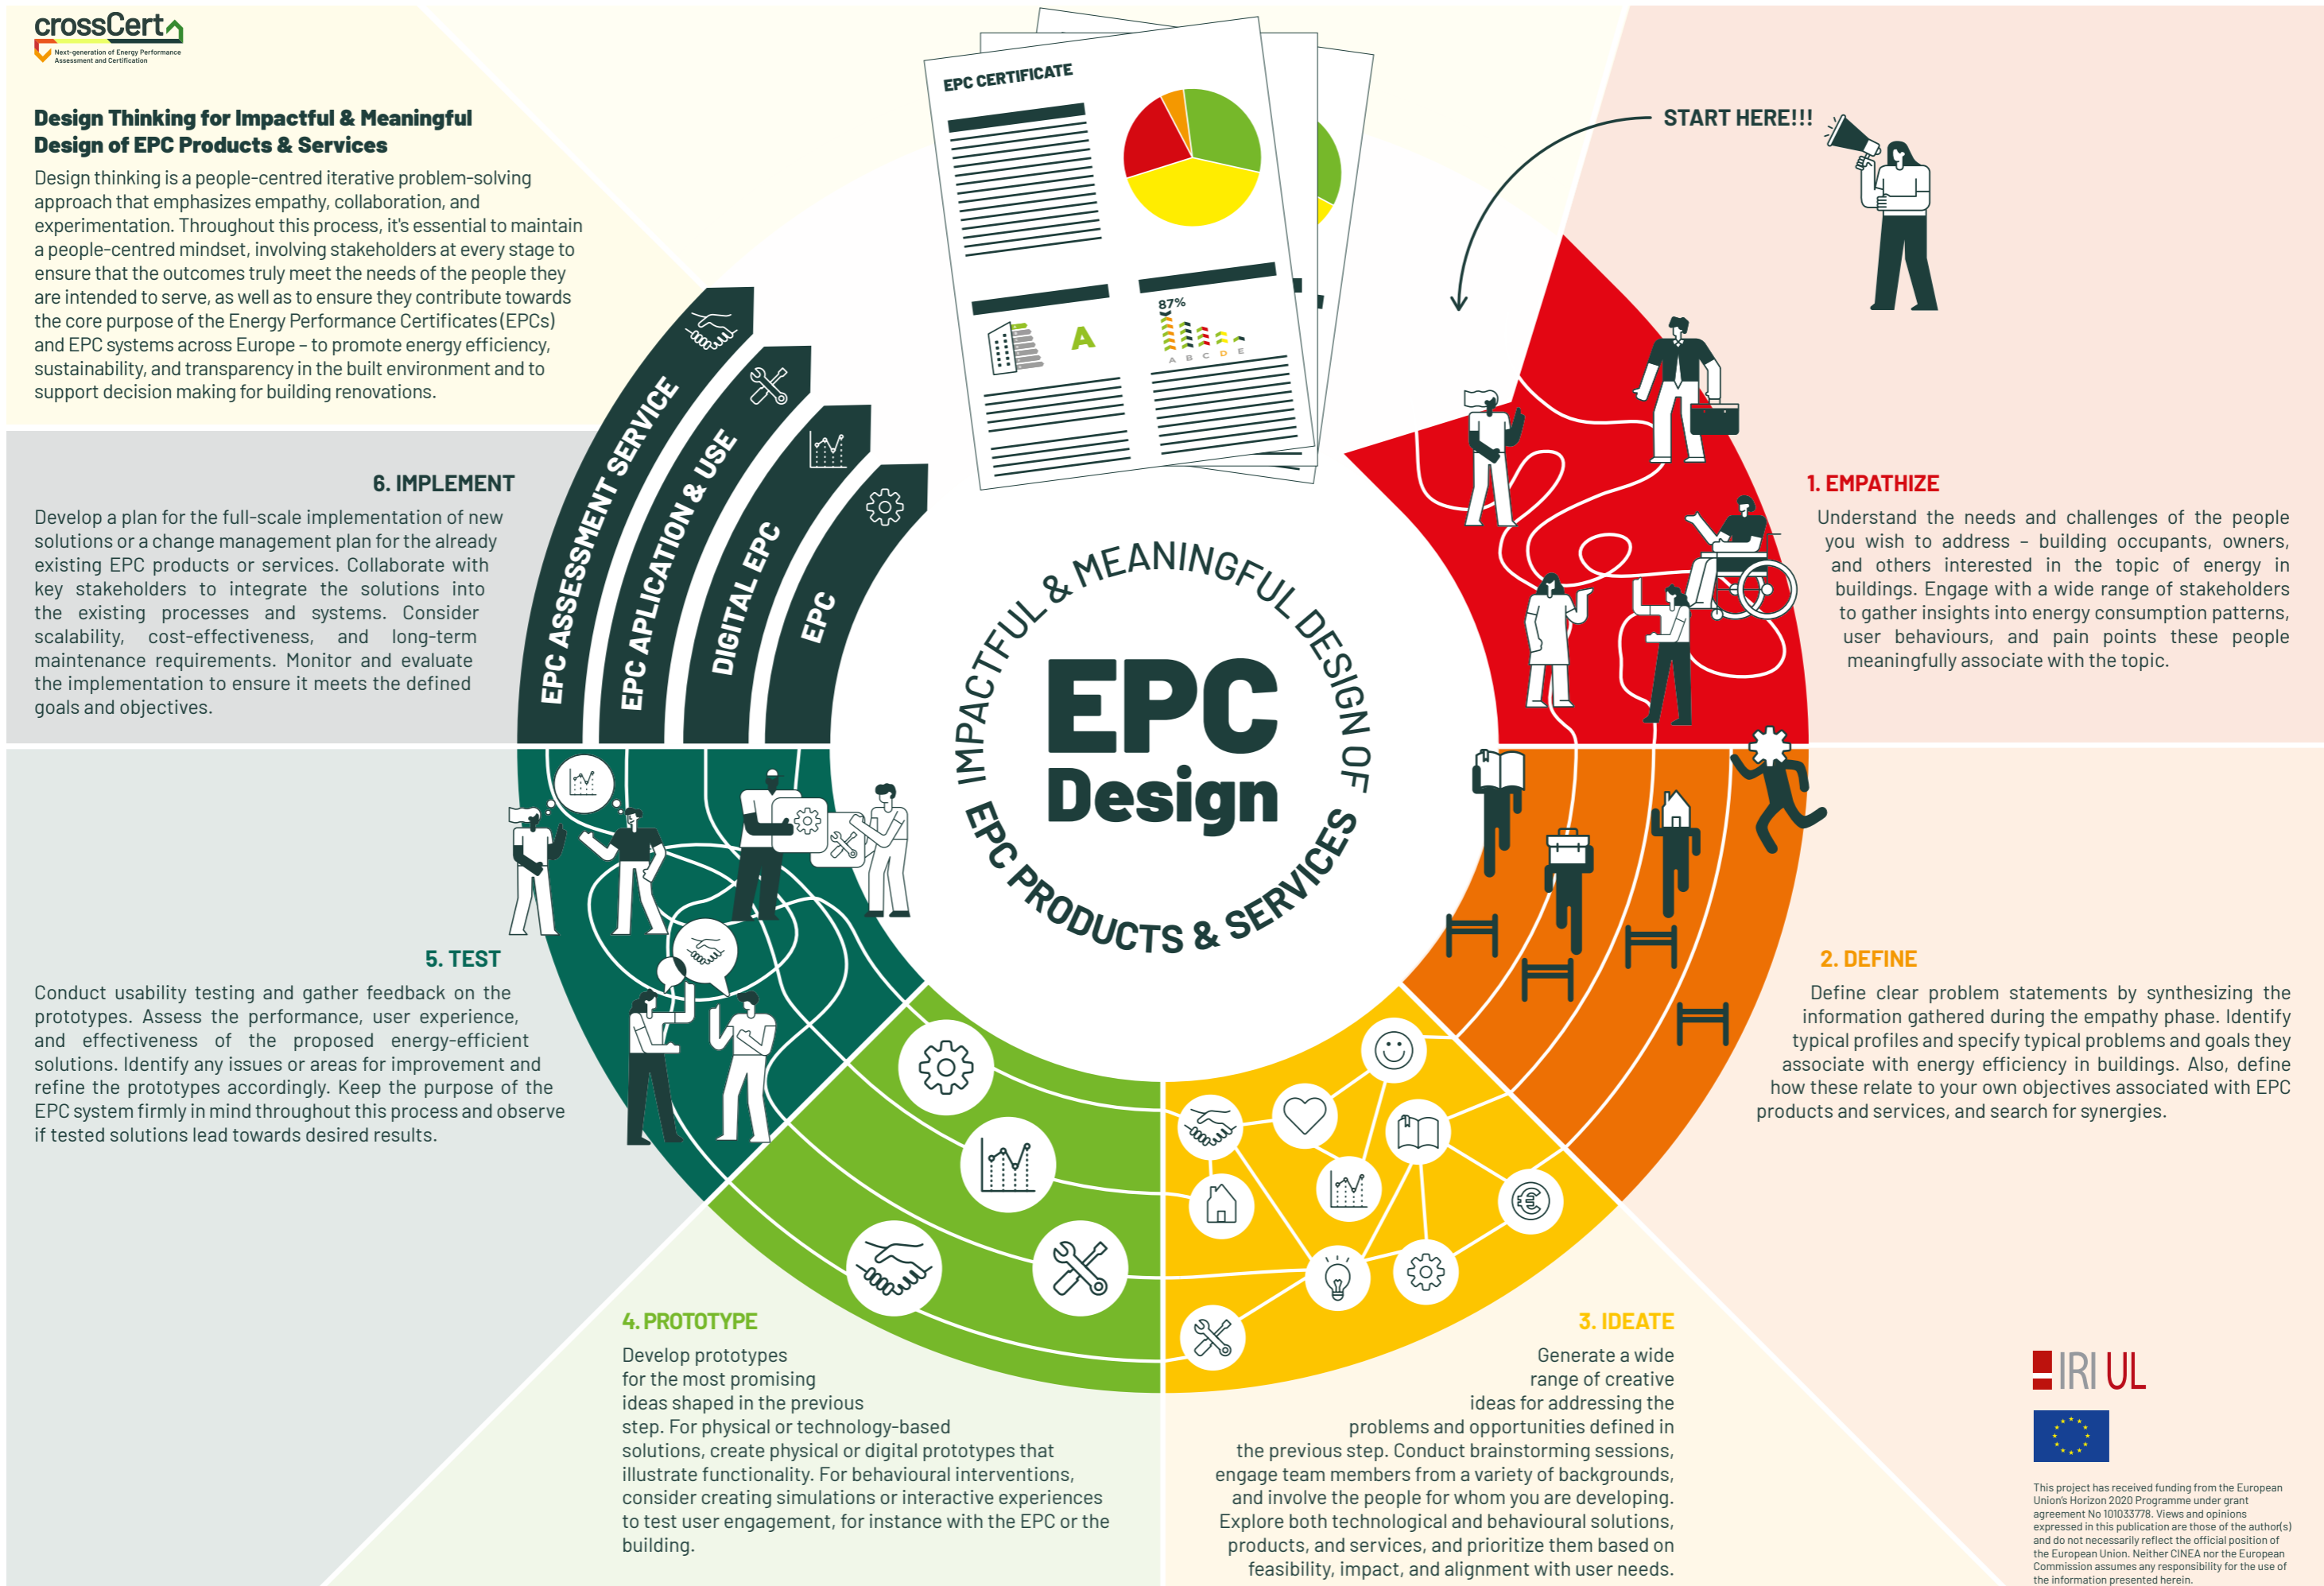 crossCert
Next-generation of Energy Performance
Assessment and Certification
Design Thinking for Impactful & Meaningful
Design of EPC Products & Services
Design thinking is a people-centred iterative problem-solving
approach that emphasizes empathy, collaboration, and
experimentation. Throughout this process, it's essential to maintain
a people-centred mindset, involving stakeholders at every stage to
ensure that the outcomes truly meet the needs of the people they
are intended to serve, as well as to ensure they contribute towards
the core purpose of the Energy Performance Certificates (EPCs)
and EPC systems across Europe – to promote energy efficiency,
sustainability, and transparency in the built environment and to
support decision making for building renovations.
EPC CERTIFICATE
A
87%
A B C D E
START HERE!!!
1. EMPATHIZE
Understand the needs and challenges of the people
you wish to address – building occupants, owners,
and others interested in the topic of energy in
buildings. Engage with a wide range of stakeholders
to gather insights into energy consumption patterns,
user behaviours, and pain points these people
meaningfully associate with the topic.
2. DEFINE
Define clear problem statements by synthesizing the
information gathered during the empathy phase. Identify
typical profiles and specify typical problems and goals they
associate with energy efficiency in buildings. Also, define
how these relate to your own objectives associated with EPC
products and services, and search for synergies.
3. IDEATE
Generate a wide
range of creative
ideas for addressing the
problems and opportunities defined in
the previous step. Conduct brainstorming sessions,
engage team members from a variety of backgrounds,
and involve the people for whom you are developing.
Explore both technological and behavioural solutions,
products, and services, and prioritize them based on
feasibility, impact, and alignment with user needs.
4. PROTOTYPE
Develop prototypes
for the most promising
ideas shaped in the previous
step. For physical or technology-based
solutions, create physical or digital prototypes that
illustrate functionality. For behavioural interventions,
consider creating simulations or interactive experiences
to test user engagement, for instance with the EPC or the
building.
5. TEST
Conduct usability testing and gather feedback on the
prototypes. Assess the performance, user experience,
and effectiveness of the proposed energy-efficient
solutions. Identify any issues or areas for improvement and
refine the prototypes accordingly. Keep the purpose of the
EPC system firmly in mind throughout this process and observe
if tested solutions lead towards desired results.
6. IMPLEMENT
Develop a plan for the full-scale implementation of new
solutions or a change management plan for the already
existing EPC products or services. Collaborate with
key stakeholders to integrate the solutions into
the existing processes and systems. Consider
scalability, cost-effectiveness, and long-term
maintenance requirements. Monitor and evaluate
the implementation to ensure it meets the defined
goals and objectives.
EPC ASSESSMENT SERVICE
EPC APLICATION & USE
DIGITAL EPC
EPC
IMPACTFUL & MEANINGFUL DESIGN OF
EPC PRODUCTS & SERVICES
EPC
Design
€
IRI UL
This project has received funding from the European
Union's Horizon 2020 Programme under grant
agreement No 101033778. Views and opinions
expressed in this publication are those of the author(s)
and do not necessarily reflect the official position of
the European Union. Neither CINEA nor the European
Commission assumes any responsibility for the use of
the information presented herein.